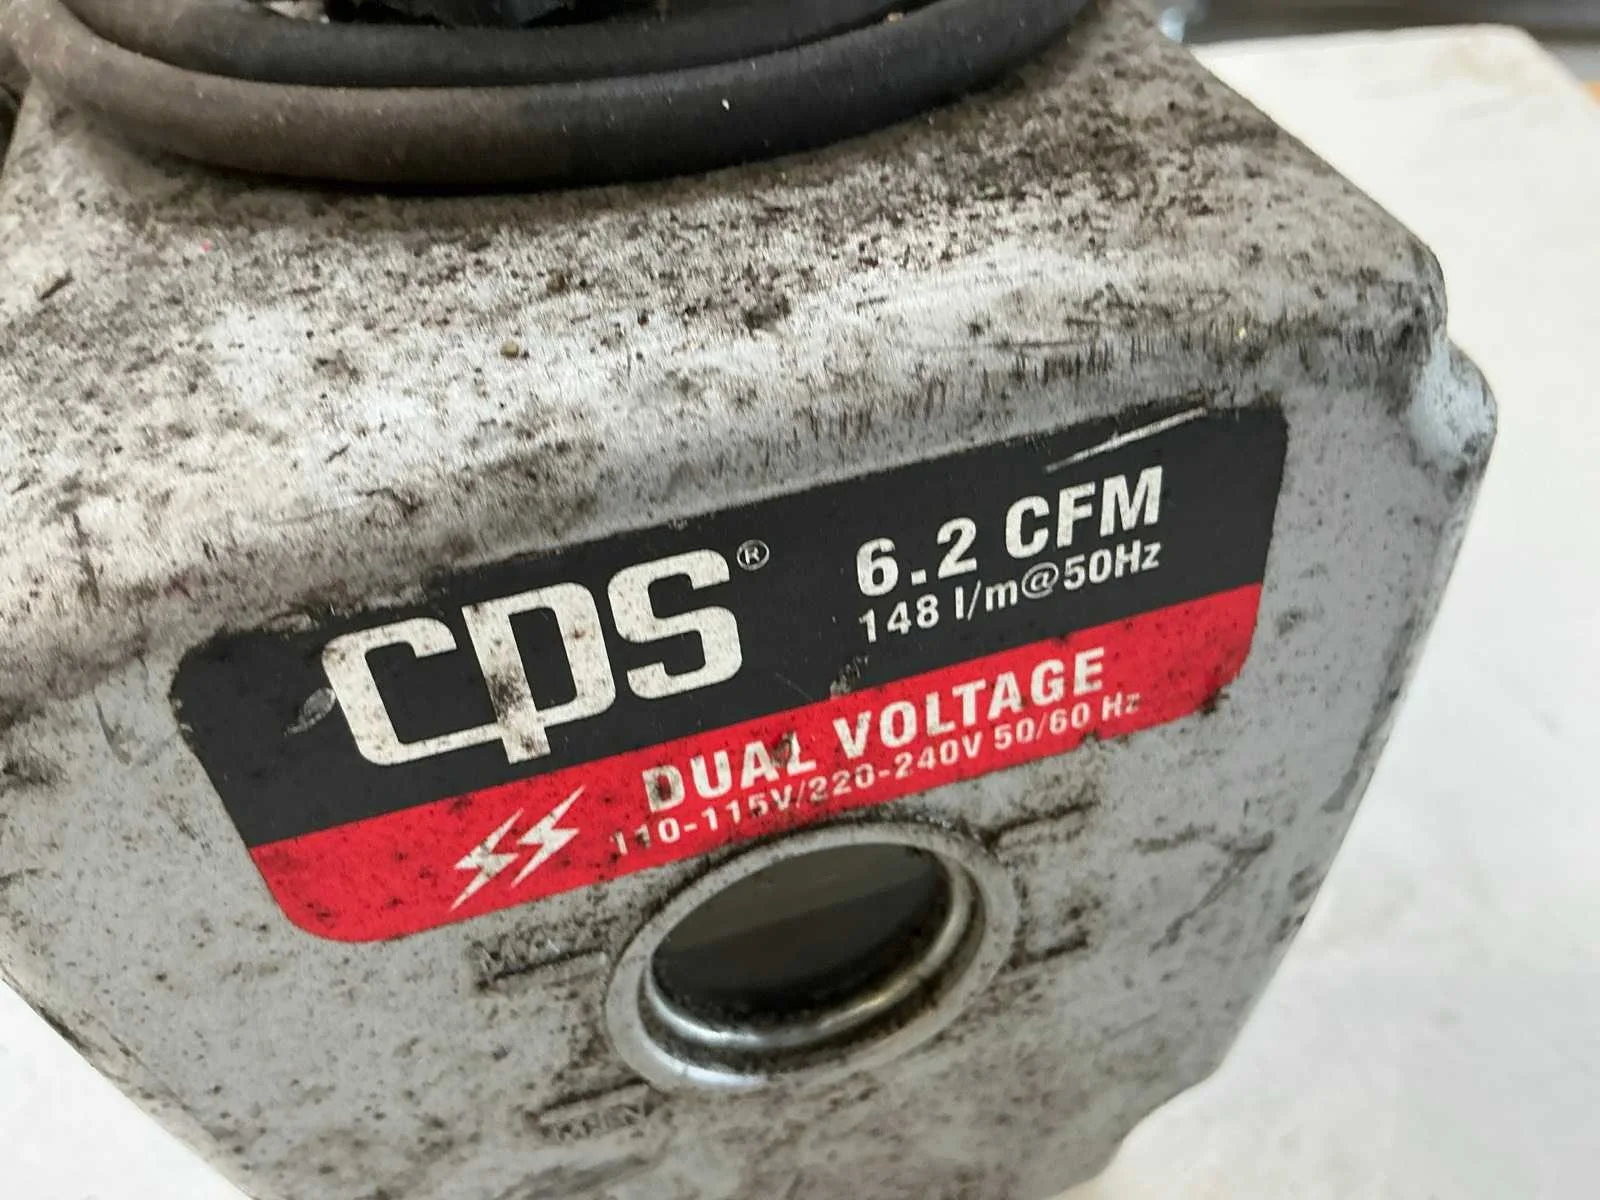 CPS®
6.2 CFM
148 l/m@50Hz
DUAL VOLTAGE
110-115V/220-240V 50/60 Hz